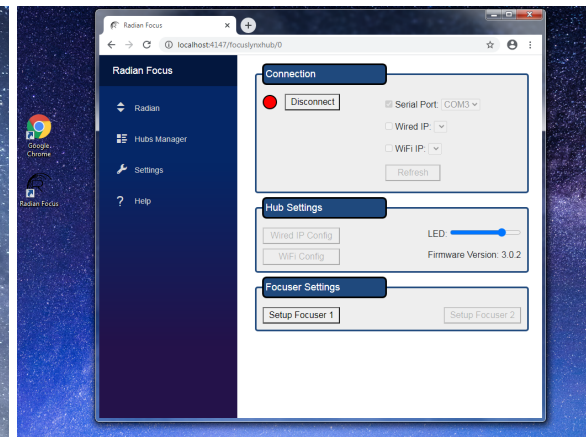 Radian Focus
localhost:4147/focuslynxhub/0
Google Chrome
Radian Focus
Radian Focus
Radian
Hubs Manager
Settings
Help
Connection
Disconnect
Serial Port: COM3
Wired IP:
WiFi IP:
Refresh
Hub Settings
Wired IP Config
LED:
WiFi Config
Firmware Version: 3.0.2
Focuser Settings
Setup Focuser 1
Setup Focuser 2